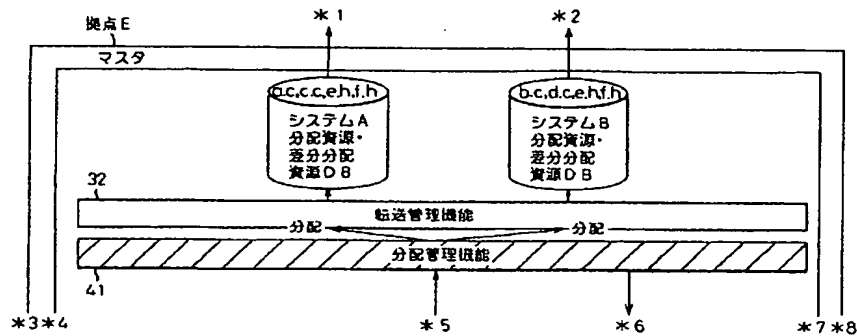 *1
*2
拠点E
マスタ
a,c,c,c,e,h,f,h
システムA
分配資源・
差分分配
資源DB
b,c,d,c,e,h,f,h
システムB
分配資源・
差分分配
資源DB
32
転送管理機能
分配
分配
分配管理機能
41
*3
*4
*5
*6
*7
*8